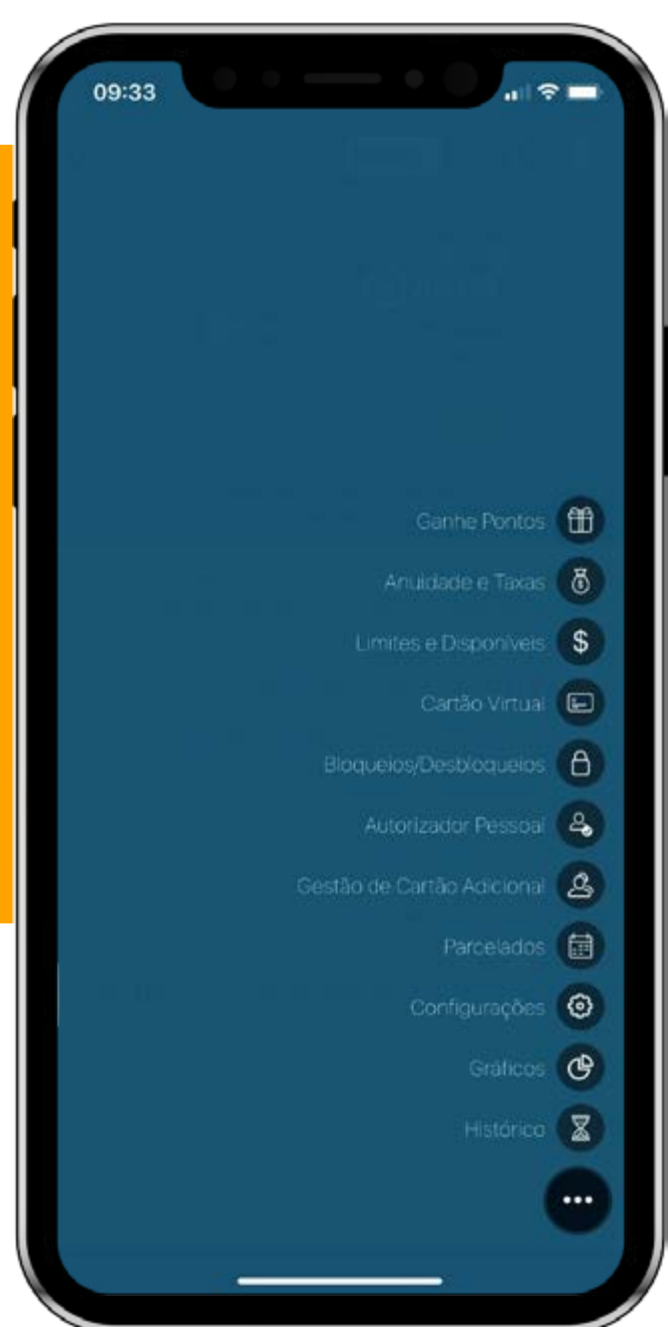 09:33
Ganhe Pontos
Anuidade e Taxas
Limites e Disponíveis
Cartão Virtual
Bloqueios/Desbloqueios
Autorizador Pessoal
Gestão de Cartão Adicional
Parcelados
Configurações
Gráficos
Histórico